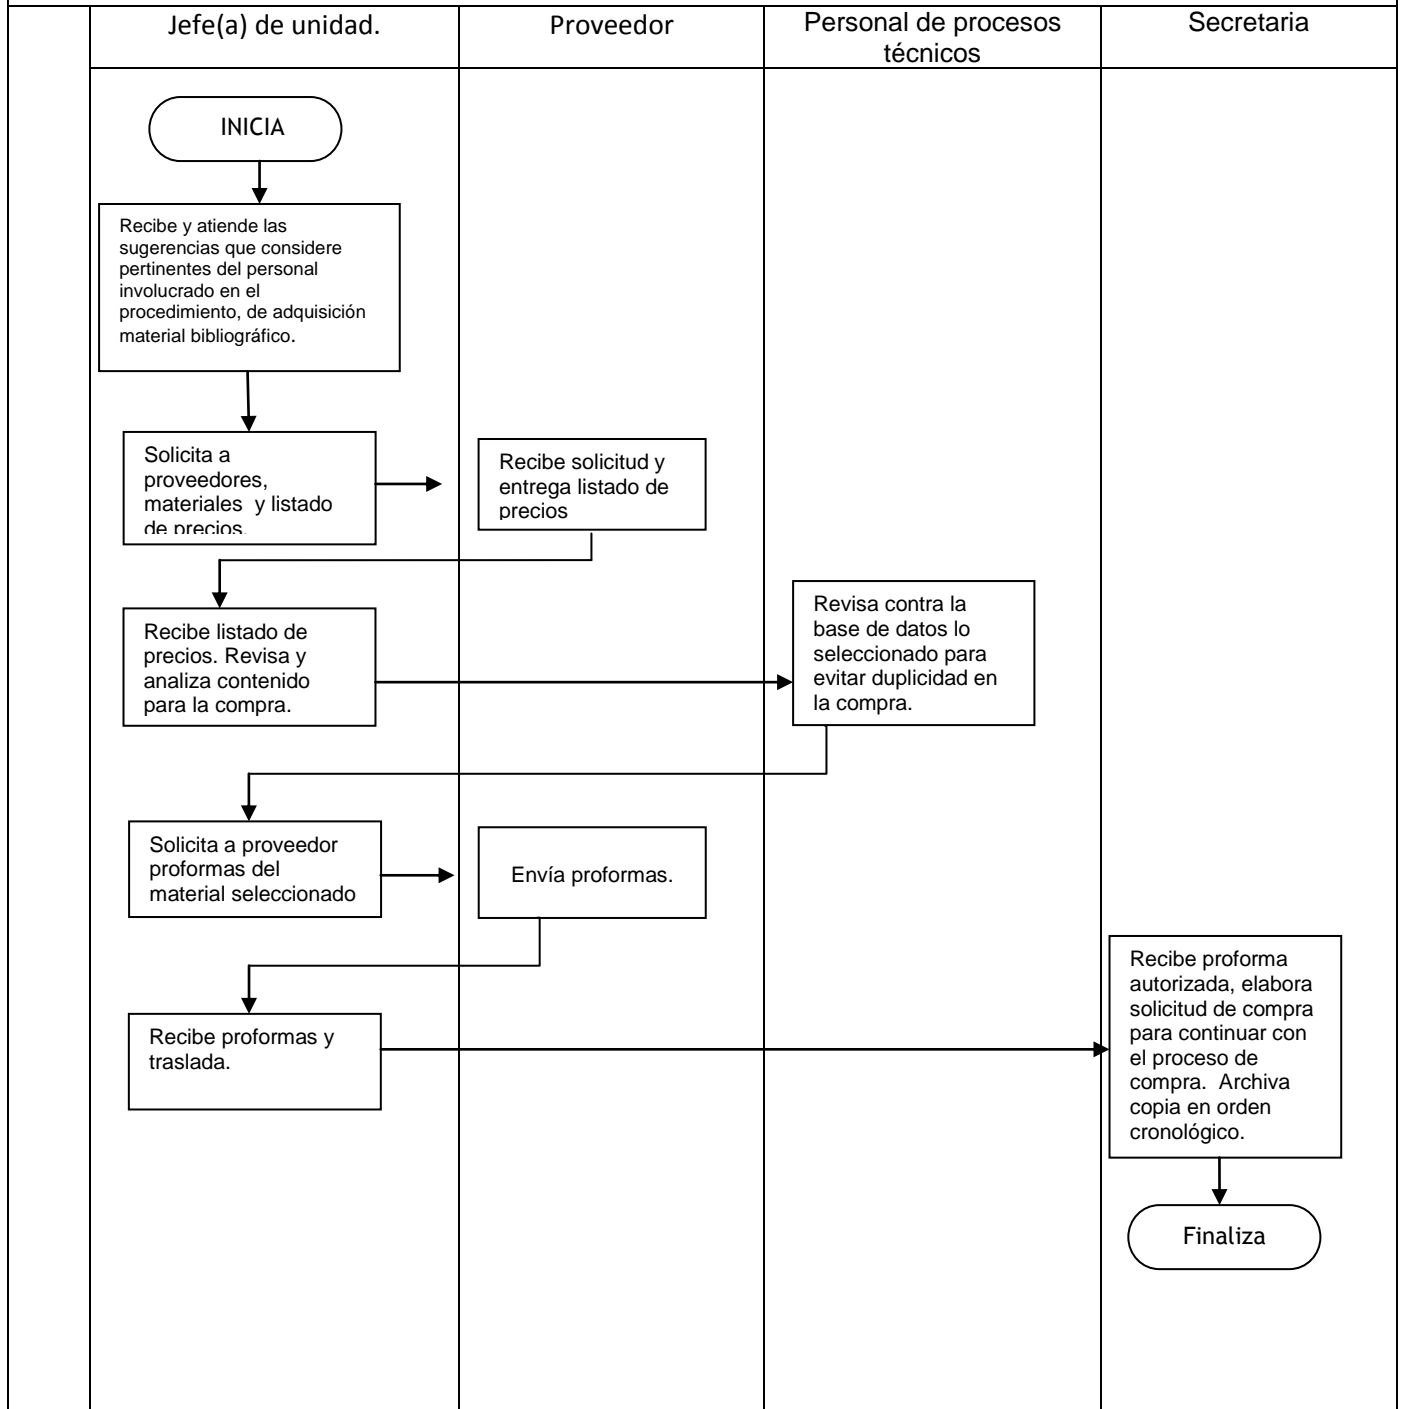 Jefe(a) de unidad.
Proveedor
Personal de procesos
técnicos
Secretaria
INICIA
Recibe y atiende las
sugerencias que considere
pertinentes del personal
involucrado en el
procedimiento, de adquisición
material bibliográfico.
Solicita a
proveedores,
materiales y listado
de precios.
Recibe solicitud y
entrega listado de
precios
Recibe listado de
precios. Revisa y
analiza contenido
para la compra.
Revisa contra la
base de datos lo
seleccionado para
evitar duplicidad en
la compra.
Solicita a proveedor
proformas del
material seleccionado
Envía proformas.
Recibe proformas y
traslada.
Recibe proforma
autorizada, elabora
solicitud de compra
para continuar con
el proceso de
compra. Archiva
copia en orden
cronológico.
Finaliza